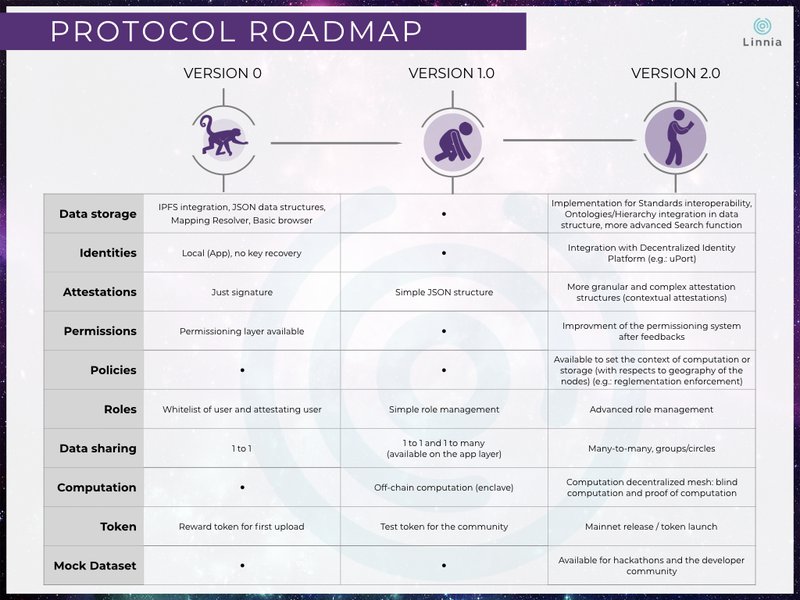 PROTOCOL ROADMAP
Linnia
VERSION 0
VERSION 1.0
VERSION 2.0
Data storage
IPFS integration, JSON data structures,
Mapping Resolver, Basic browser
•
Implementation for Standards interoperability,
Ontologies/Hierarchy integration in data
structure, more advanced Search function
Identities
Local (App), no key recovery
•
Integration with Decentralized Identity
Platform (e.g.: uPort)
Attestations
Just signature
Simple JSON structure
More granular and complex attestation
structures (contextual attestations)
Permissions
Permissioning layer available
•
Improvment of the permissioning system
after feedbacks
Policies
•
•
Available to set the context of computation or
storage (with respects to geography of the
nodes) (e.g.: reglementation enforcement)
Roles
Whitelist of user and attestating user
Simple role management
Advanced role management
Data sharing
1 to 1
1 to 1 and 1 to many
(available on the app layer)
Many-to-many, groups/circles
Computation
•
Off-chain computation (enclave)
Computation decentralized mesh: blind
computation and proof of computation
Token
Reward token for first upload
Test token for the community
Mainnet release / token launch
Mock Dataset
•
•
Available for hackathons and the developer
community